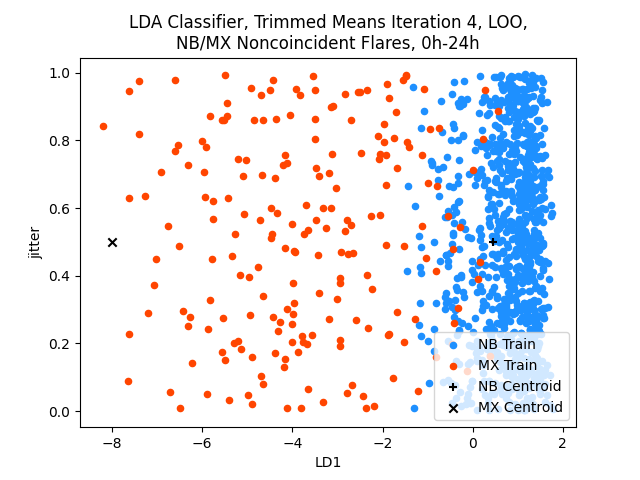 LDA Classifier, Trimmed Means Iteration 4, LOO,
NB/MX Noncoincident Flares, 0h-24h
1.0
0.8
0.6
0.4
0.2
0.0
jitter
−8
−6
−4
−2
0
2
LD1
NB Train
MX Train
NB Centroid
MX Centroid